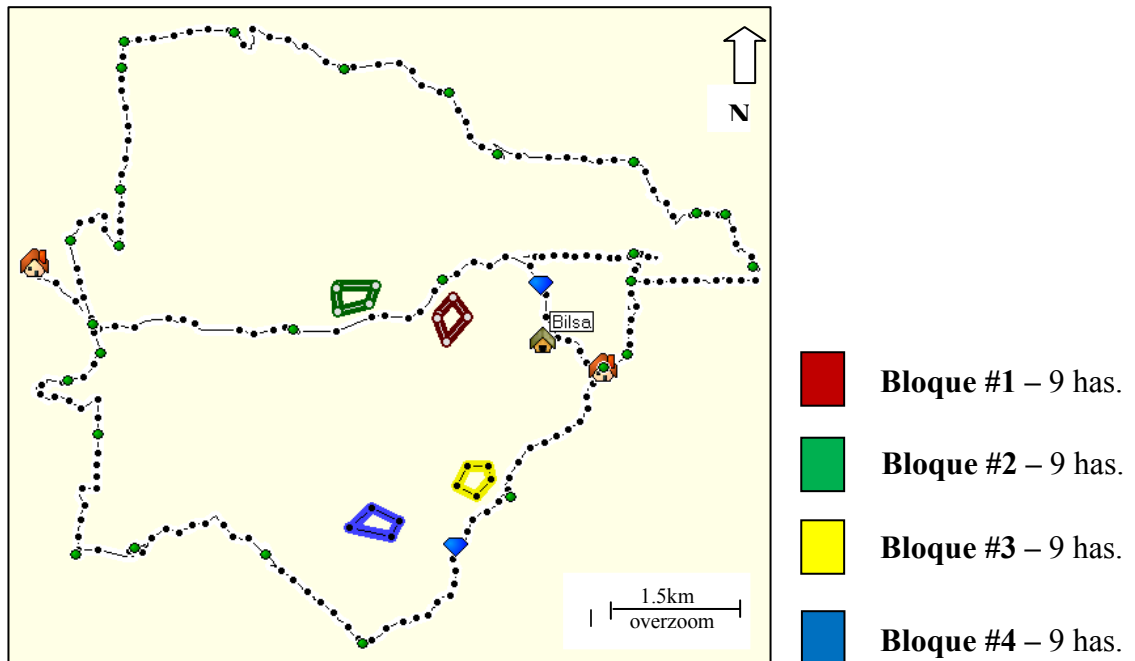 N
Bilsa
1.5km
overzoom
Bloque #1 – 9 has.
Bloque #2 – 9 has.
Bloque #3 – 9 has.
Bloque #4 – 9 has.